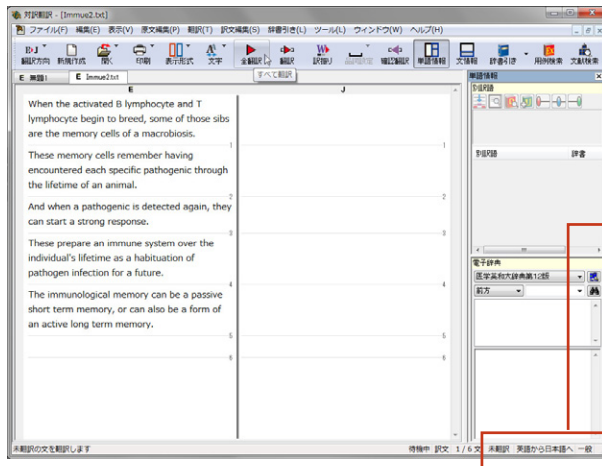 対訳翻訳 - [Immue2.txt]
ファイル(F) 編集(E) 表示(V) 原文編集(P) 翻訳(T) 訳文編集(S) 辞書引き(L) ツール(L) ウィンドウ(W) ヘルプ(H)
翻訳方向 新規作成 開く 印刷 表示形式 文字 全翻訳 翻訳 訳振り 確認翻訳 単語情報 文情報 辞書引き 用例検索 文献検索
すべて翻訳
E 無題1 E Immue2.txt
E J
When the activated B lymphocyte and T
lymphocyte begin to breed, some of those sibs
are the memory cells of a macrobiosis.
1 1
These memory cells remember having
encountered each specific pathogenic through
the lifetime of an animal.
2 2
And when a pathogenic is detected again, they
can start a strong response.
3 3
These prepare an immune system over the
individual's lifetime as a habituation of
pathogen infection for a future.
4 4
The immunological memory can be a passive
short term memory, or can also be a form of
an active long term memory.
5 5
6 6
単語情報
別訳語
別訳語 辞書
電子辞典
医学英和大辞典第12版
前方
未翻訳の文を翻訳します 待機中 訳文 1 / 6 文 未翻訳 英語から日本語へ 一般